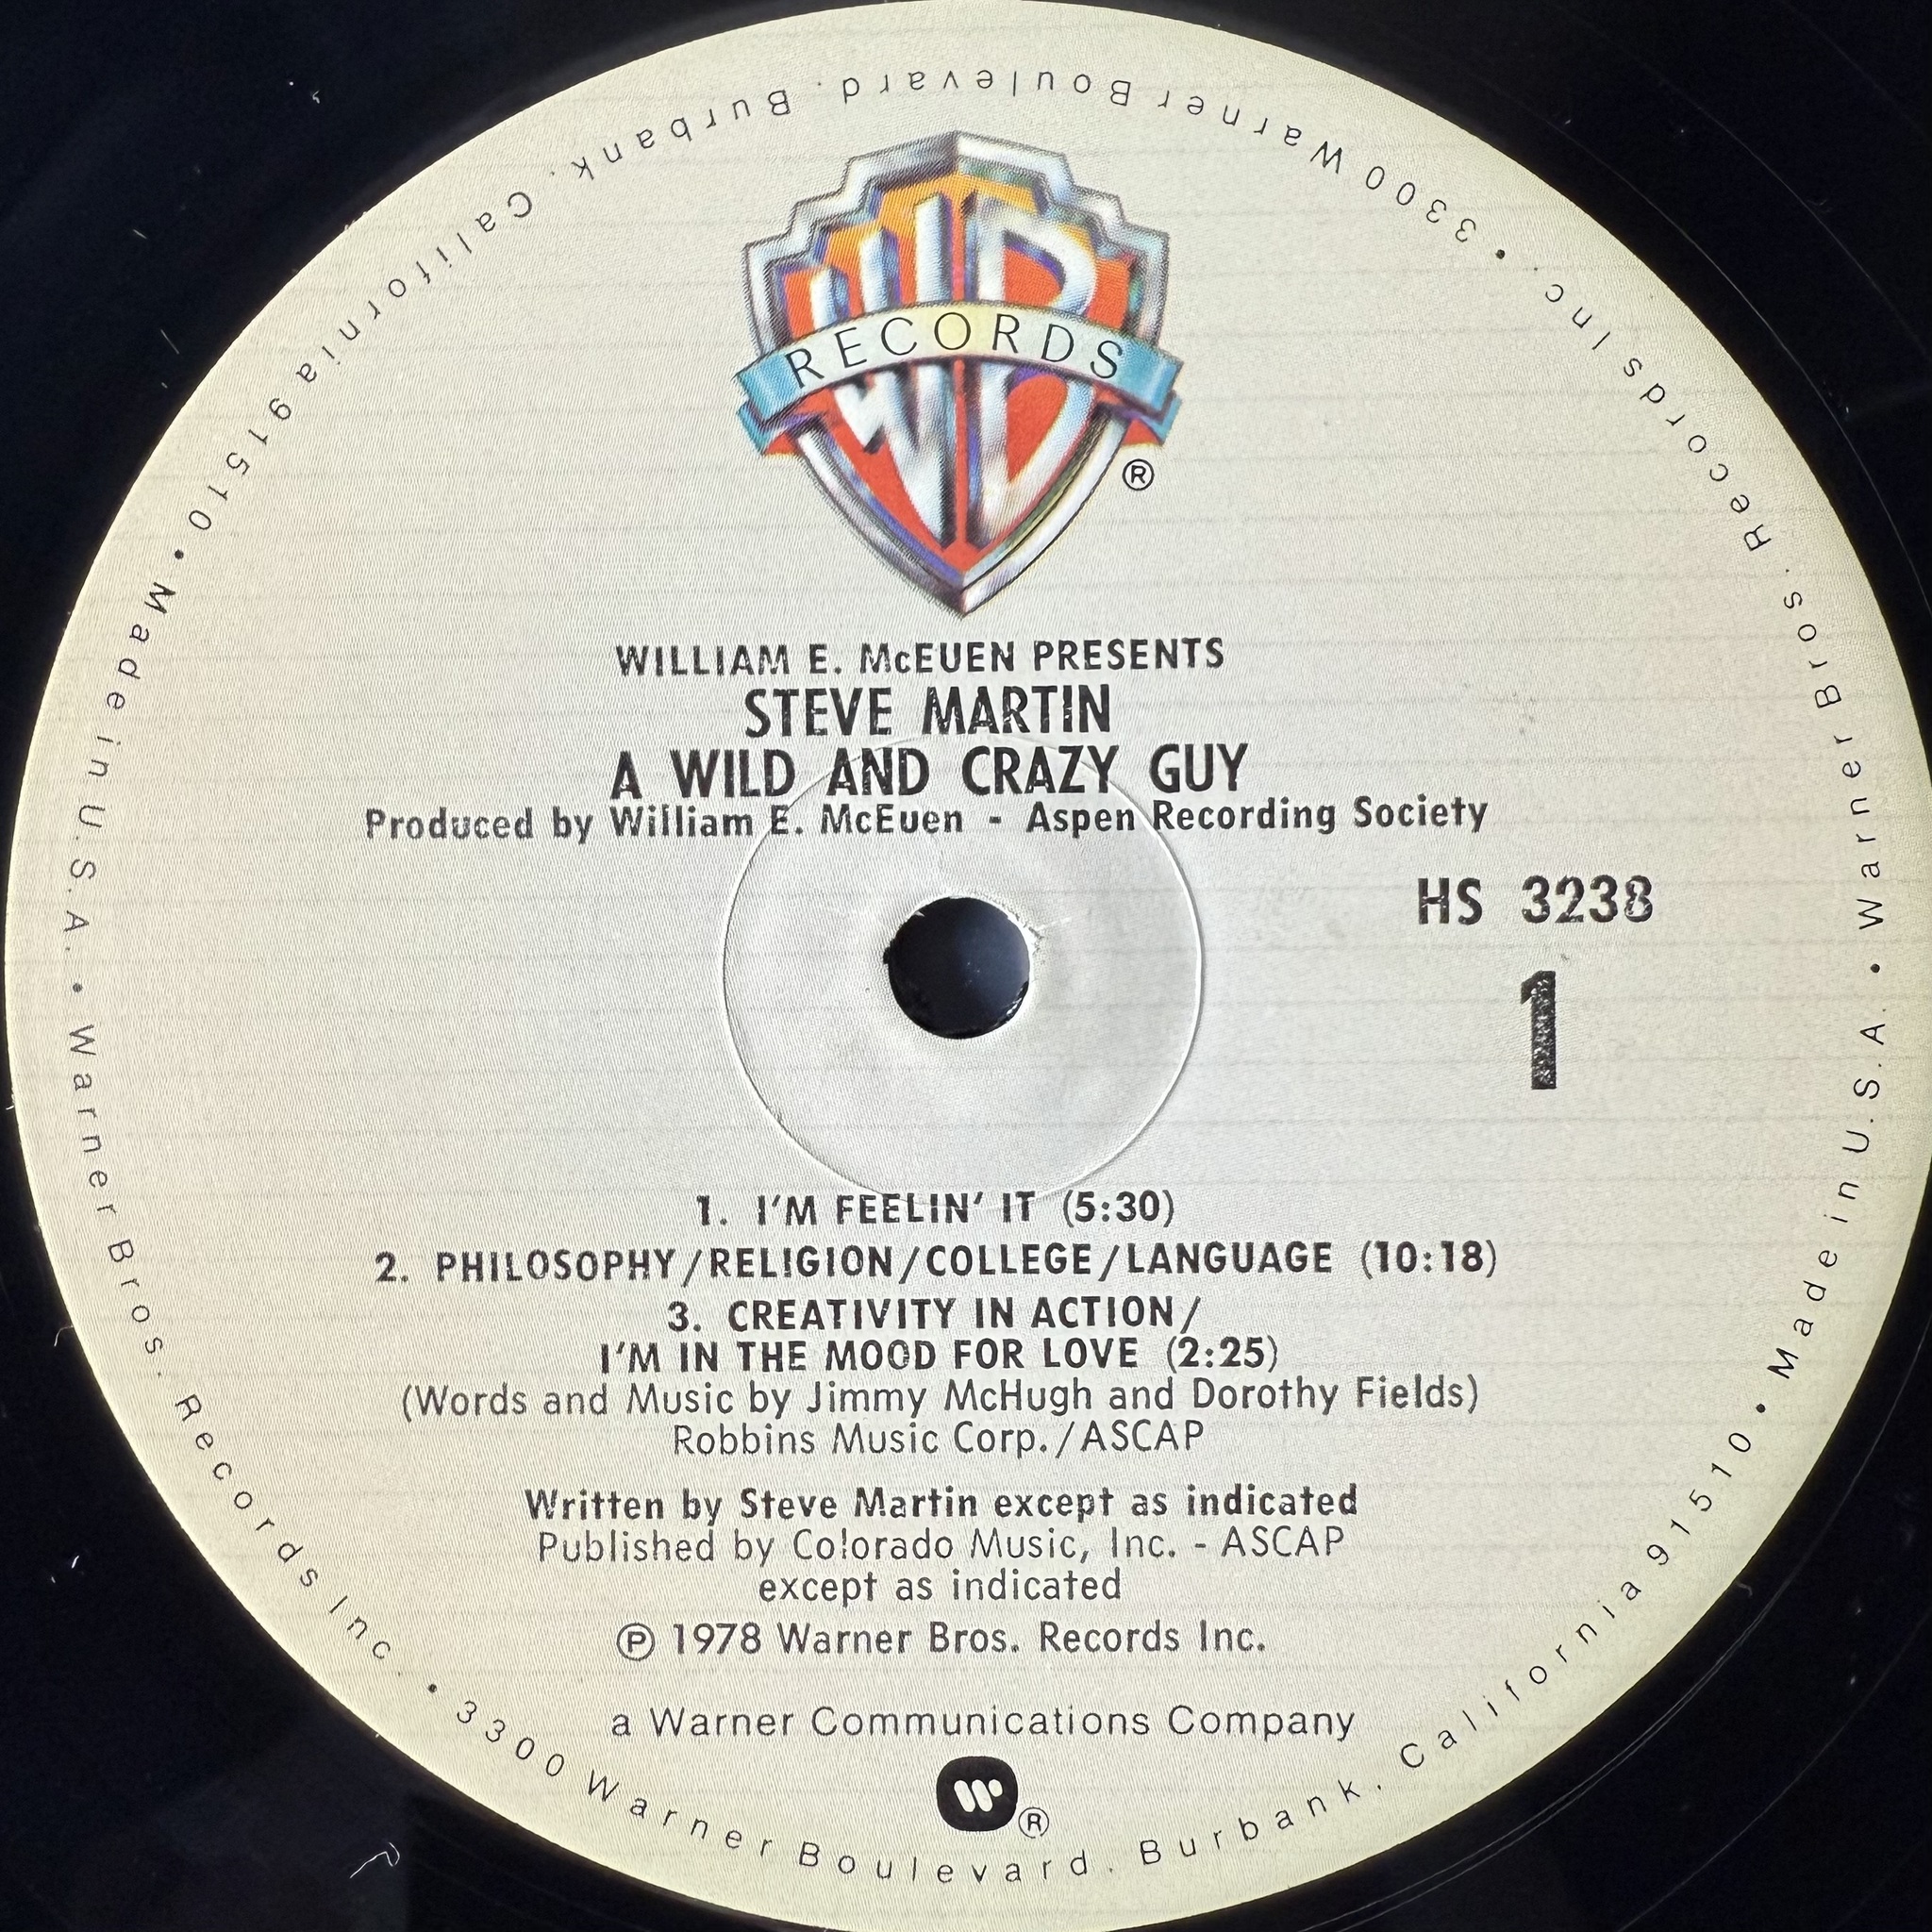 WB
RECORDS
®
WILLIAM E. McEUEN PRESENTS
STEVE MARTIN
A WILD AND CRAZY GUY
Produced by William E. McEuen - Aspen Recording Society
HS 3238
1
1. I'M FEELIN' IT (5:30)
2. PHILOSOPHY/RELIGION/COLLEGE/LANGUAGE (10:18)
3. CREATIVITY IN ACTION/
I'M IN THE MOOD FOR LOVE (2:25)
(Words and Music by Jimmy McHugh and Dorothy Fields)
Robbins Music Corp./ASCAP
Written by Steve Martin except as indicated
Published by Colorado Music, Inc. - ASCAP
except as indicated
℗ 1978 Warner Bros. Records Inc.
a Warner Communications Company
W ®
Warner Bros. Records Inc. • 3300 Warner Boulevard. Burbank. California 91510 • Made in U.S.A. • Warner Bros. Records Inc. • 3300 Warner Boulevard. Burbank. California 91510 • Made in U.S.A. •